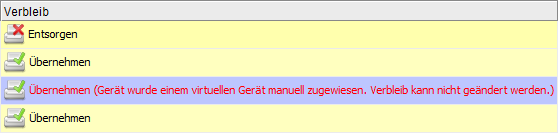 Verbleib
Entsorgen
Übernehmen
Übernehmen (Gerät wurde einem virtuellen Gerät manuell zugewiesen. Verbleib kann nicht geändert werden.)
Übernehmen